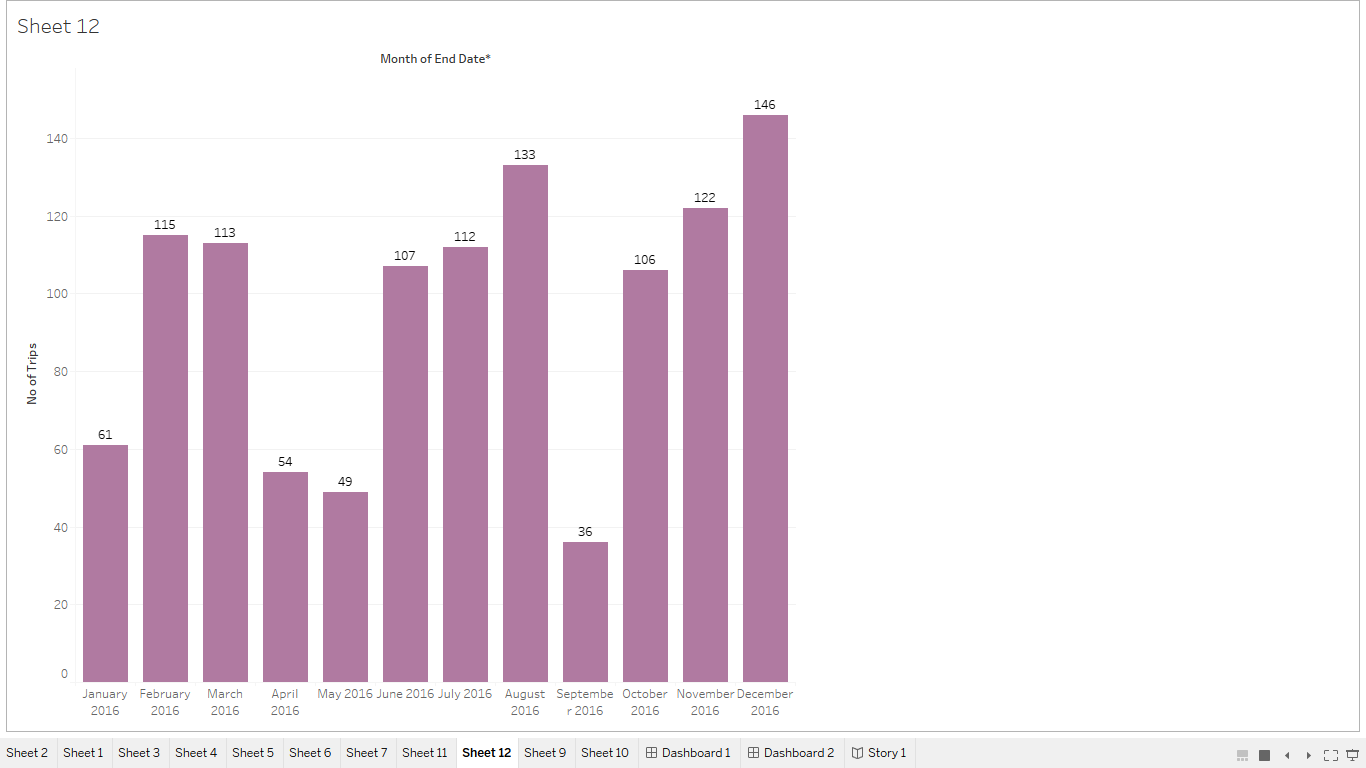 Sheet 12
Month of End Date*
No of Trips
140
120
100
80
60
40
20
0
61
115
113
54
49
107
112
133
36
106
122
146
January 2016
February 2016
March 2016
April 2016
May 2016
June 2016
July 2016
August 2016
Septembe
r 2016
October 2016
November 2016
December 2016
Sheet 2 Sheet 1 Sheet 3 Sheet 4 Sheet 5 Sheet 6 Sheet 7 Sheet 11 Sheet 12 Sheet 9 Sheet 10 Dashboard 1 Dashboard 2 Story 1